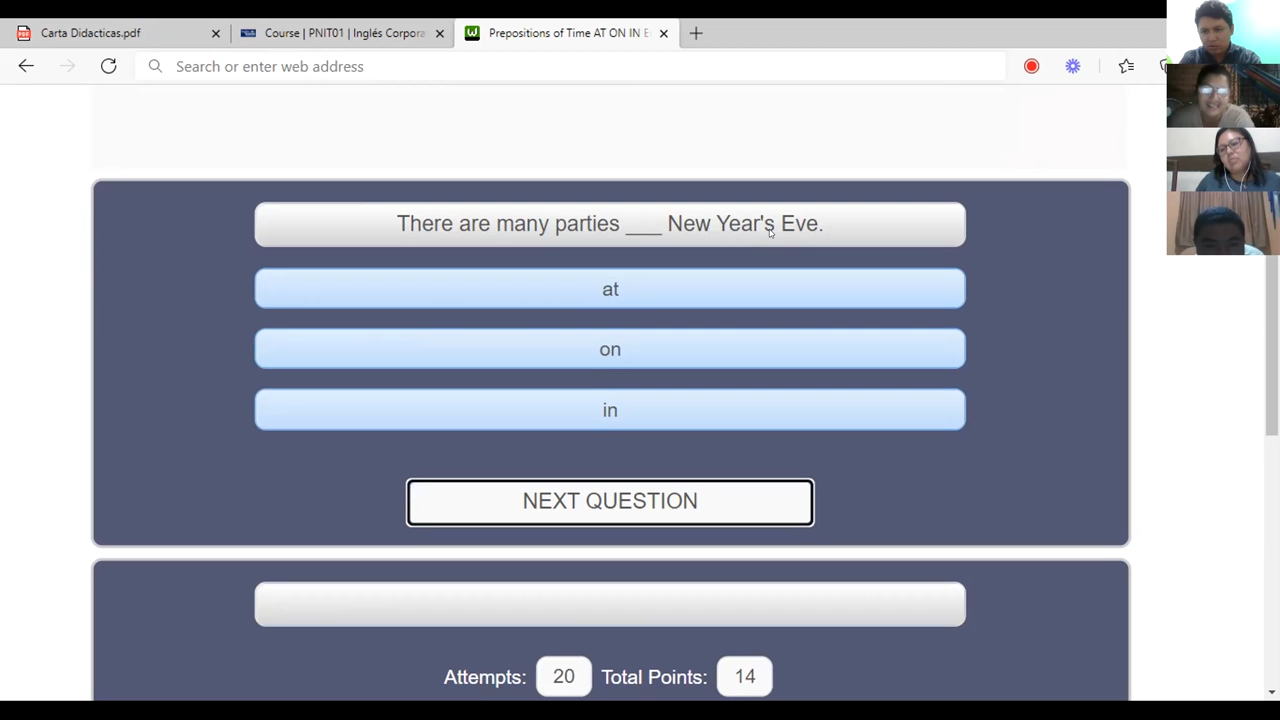 Carta Didacticas.pdf
Course | PNIT01 | Inglés Corpora
Prepositions of Time AT ON IN E
Search or enter web address
There are many parties ___ New Year's Eve.
at
on
in
NEXT QUESTION
Attempts: 20 Total Points: 14